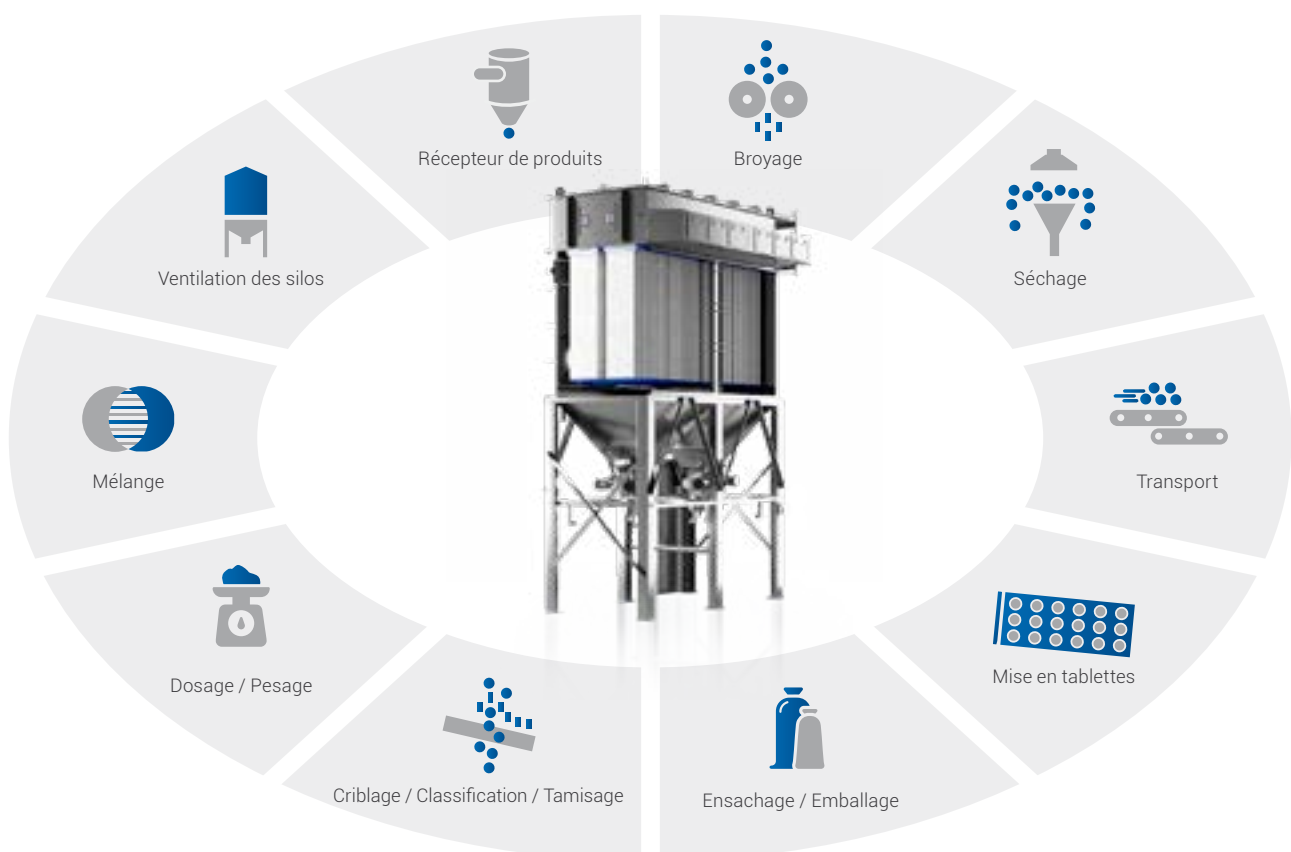 Récepteur de produits
Broyage
Ventilation des silos
Séchage
Mélange
Transport
Dosage / Pesage
Mise en tablettes
Criblage / Classification / Tamisage
Ensachage / Emballage